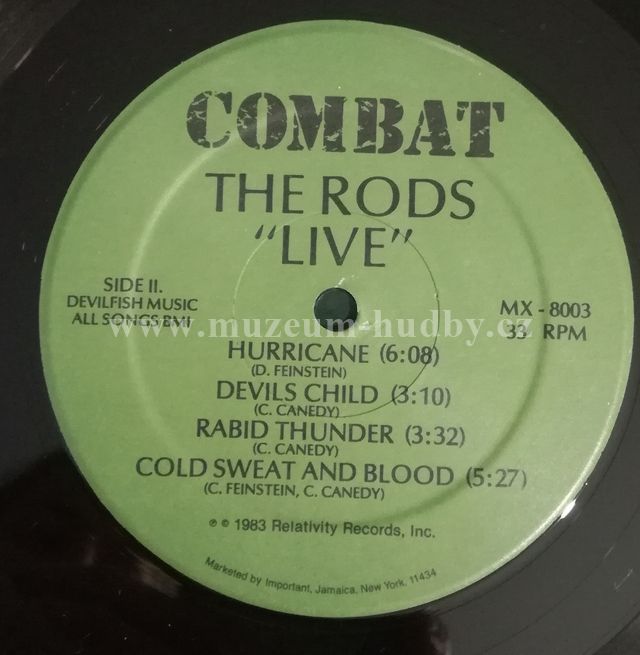 COMBAT
THE RODS
"LIVE"
SIDE II.
DEVILFISH MUSIC
ALL SONGS BMI
MX - 8003
33 RPM
www.muzeum-hudby.cz
HURRICANE (6:08)
(D. FEINSTEIN)
DEVILS CHILD (3:10)
(C. CANEDY)
RABID THUNDER (3:32)
(C. CANEDY)
COLD SWEAT AND BLOOD (5:27)
(C. FEINSTEIN, C. CANEDY)
℗ © 1983 Relativity Records, Inc.
Marketed by Important, Jamaica, New York, 11434